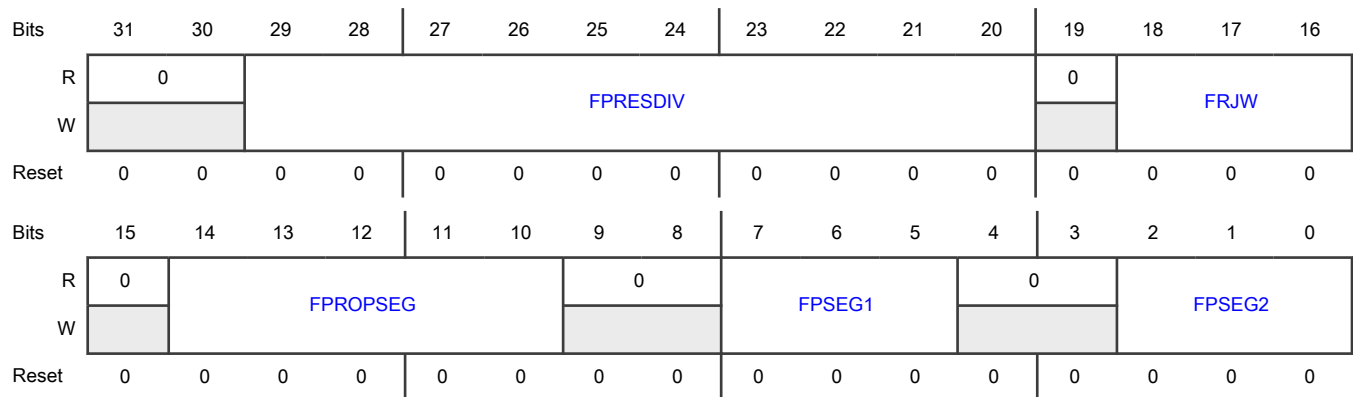 Bits 31 30 29 28 27 26 25 24 23 22 21 20 19 18 17 16
R 0 FPRESDIV 0 FRJW
W
Reset 0 0 0 0 0 0 0 0 0 0 0 0 0 0 0 0
Bits 15 14 13 12 11 10 9 8 7 6 5 4 3 2 1 0
R 0 FPROPSEG 0 FPSEG1 0 FPSEG2
W
Reset 0 0 0 0 0 0 0 0 0 0 0 0 0 0 0 0